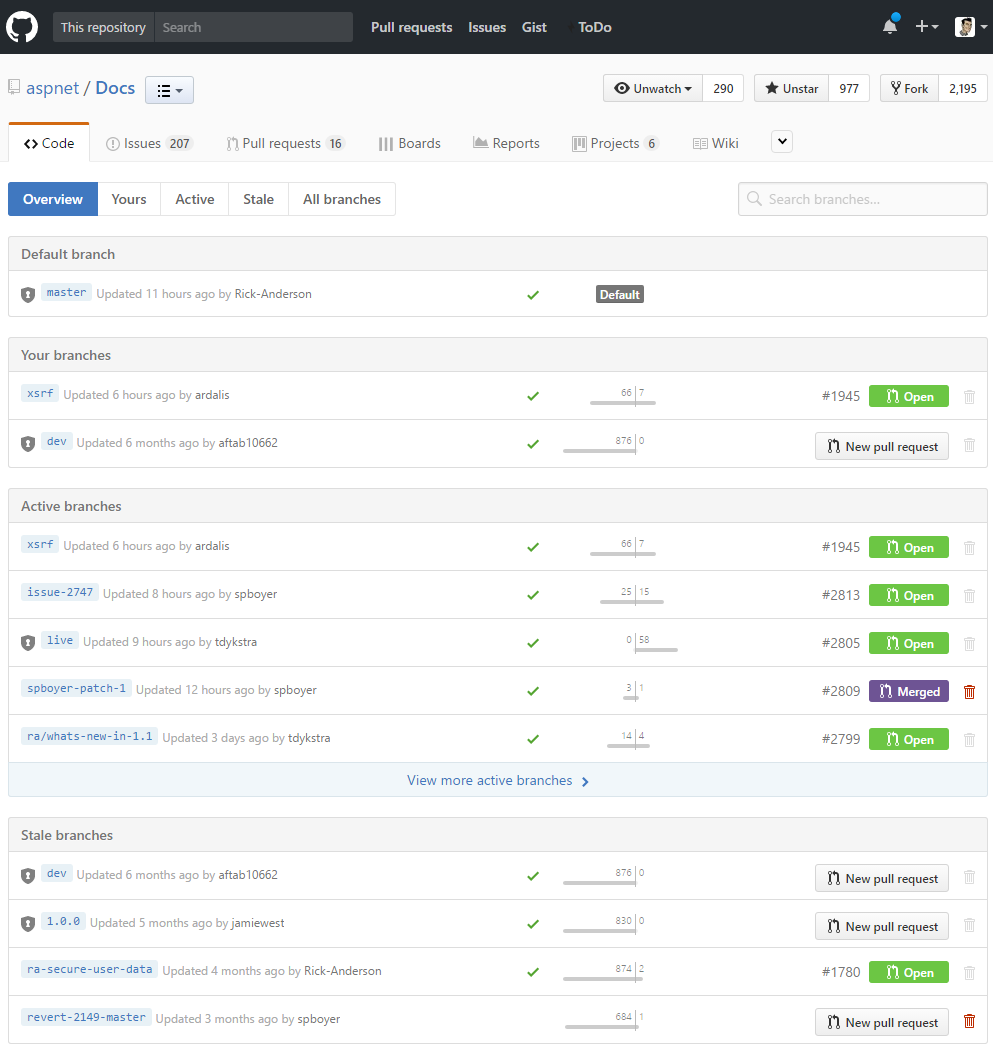 This repository Search Pull requests Issues Gist ToDo
aspnet / Docs Unwatch 290 Unstar 977 Fork 2,195
Code Issues 207 Pull requests 16 Boards Reports Projects 6 Wiki
Overview Yours Active Stale All branches Search branches...
Default branch
master Updated 11 hours ago by Rick-Anderson Default
Your branches
xsrf Updated 6 hours ago by ardalis 66 7 #1945 Open
dev Updated 6 months ago by aftab10662 876 0 New pull request
Active branches
xsrf Updated 6 hours ago by ardalis 66 7 #1945 Open
issue-2747 Updated 8 hours ago by spboyer 25 15 #2813 Open
live Updated 9 hours ago by tdykstra 0 58 #2805 Open
spboyer-patch-1 Updated 12 hours ago by spboyer 3 1 #2809 Merged
ra/whats-new-in-1.1 Updated 3 days ago by tdykstra 14 4 #2799 Open
View more active branches
Stale branches
dev Updated 6 months ago by aftab10662 876 0 New pull request
1.0.0 Updated 5 months ago by jamiewest 830 0 New pull request
ra-secure-user-data Updated 4 months ago by Rick-Anderson 874 2 #1780 Open
revert-2149-master Updated 3 months ago by spboyer 684 1 New pull request